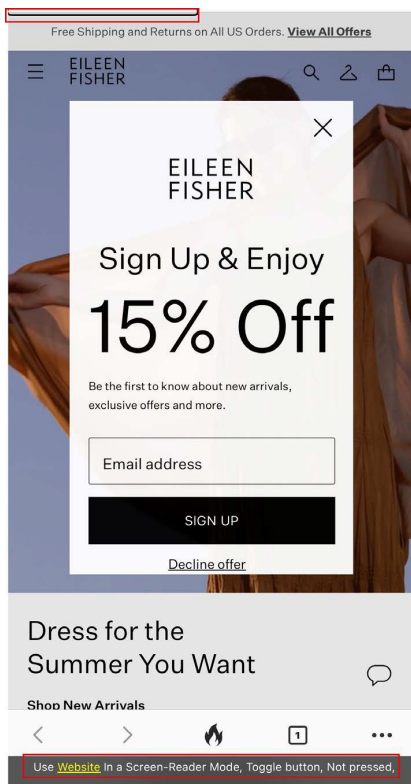 Free Shipping and Returns on All US Orders. View All Offers
EILEEN
FISHER
EILEEN
FISHER
Sign Up & Enjoy
15% Off
Be the first to know about new arrivals,
exclusive offers and more.
Email address
SIGN UP
Decline offer
Dress for the
Summer You Want
Shop New Arrivals
1
Use Website In a Screen-Reader Mode, Toggle button, Not pressed,